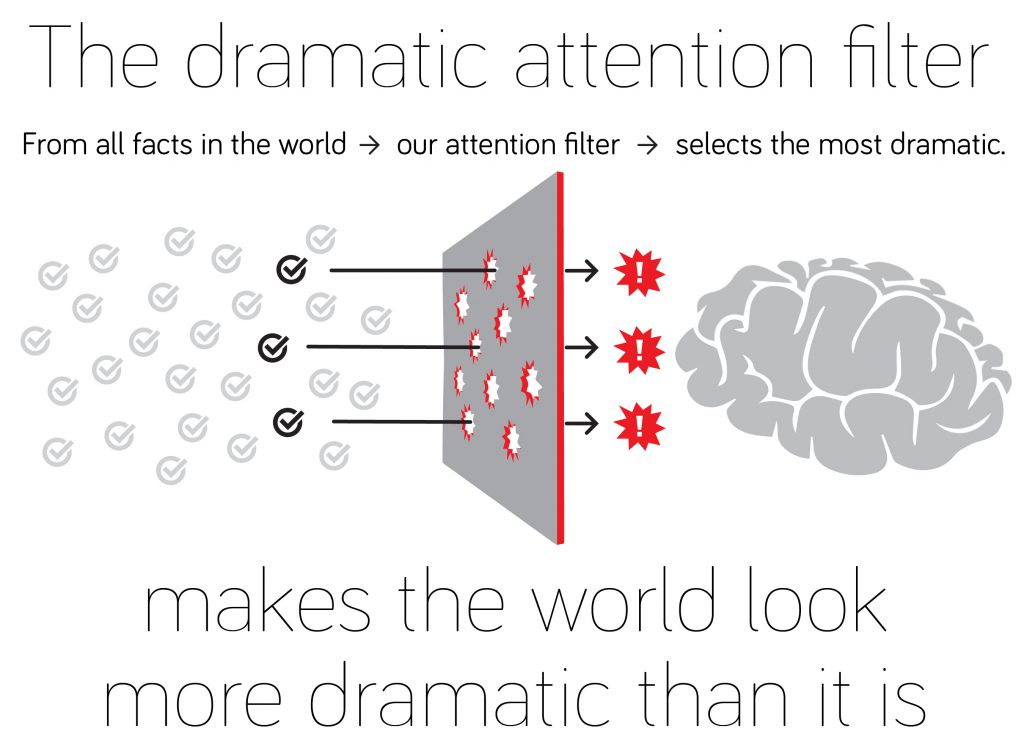 The dramatic attention filter
From all facts in the world → our attention filter → selects the most dramatic.
! 
!
!
makes the world look
more dramatic than it is